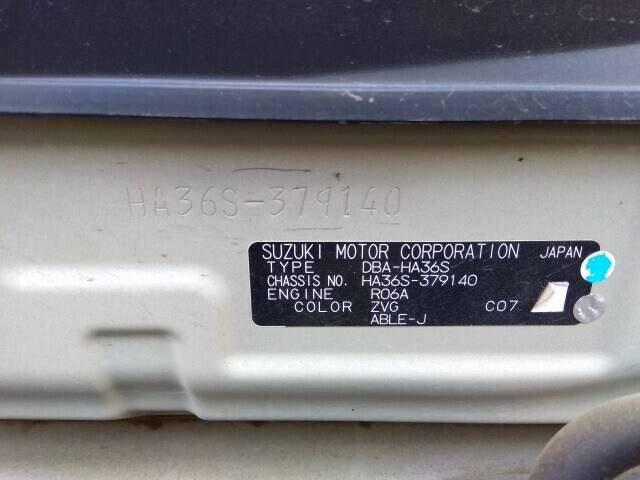 HA36S-379140
SUZUKI MOTOR CORPORATION JAPAN
TYPE DBA-HA36S
CHASSIS NO. HA36S-379140
ENGINE R06A
COLOR ZVG C07
ABLE-J